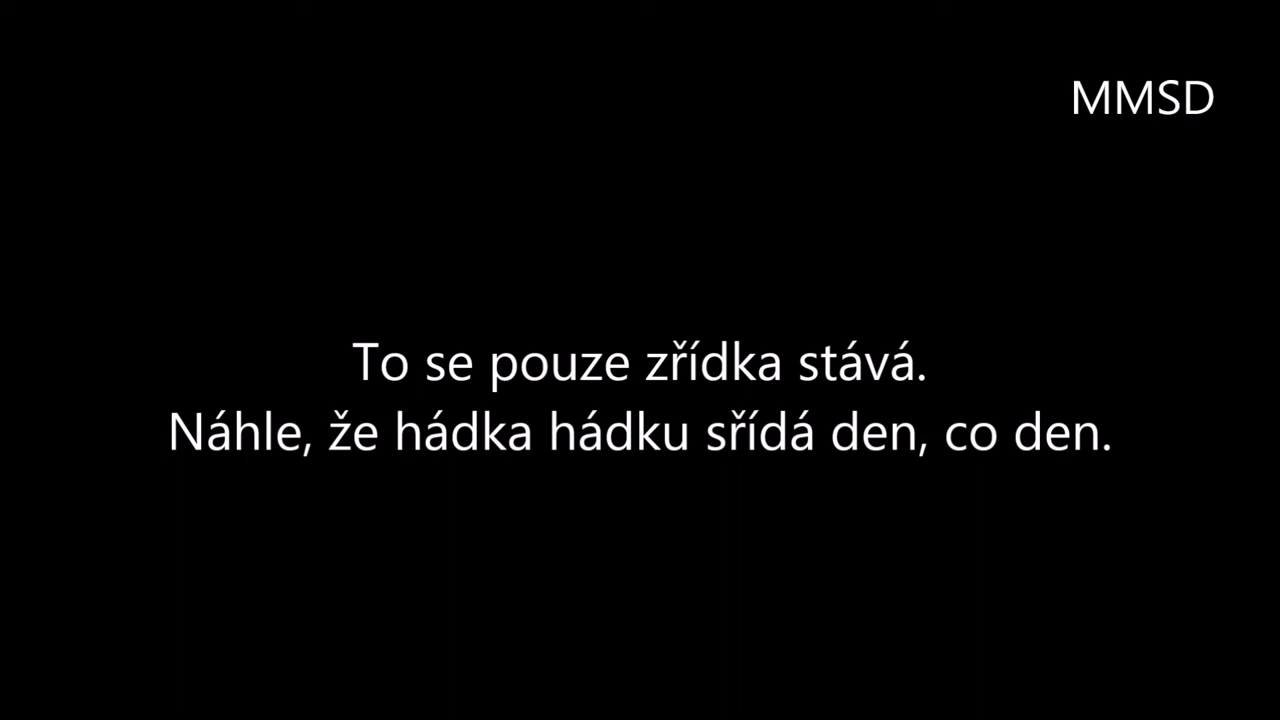 MMSD
To se pouze zřídka stává.
Náhle, že hádka hádku sřídá den, co den.